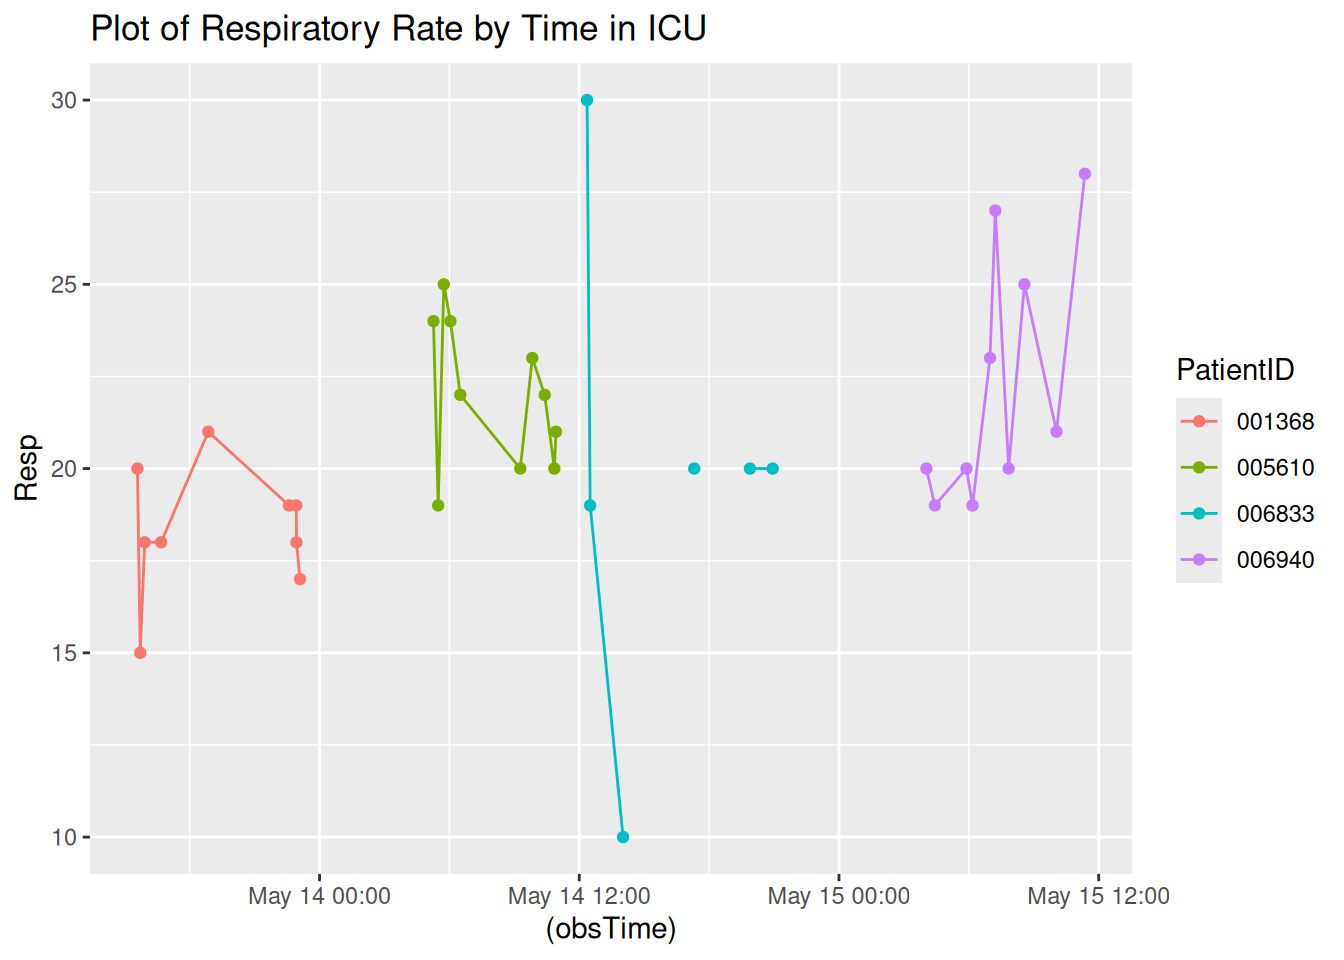 Plot of Respiratory Rate by Time in ICU
30
25
20
15
10
Resp
May 14 00:00
May 14 12:00
May 15 00:00
May 15 12:00
(obsTime)
PatientID
001368
005610
006833
006940